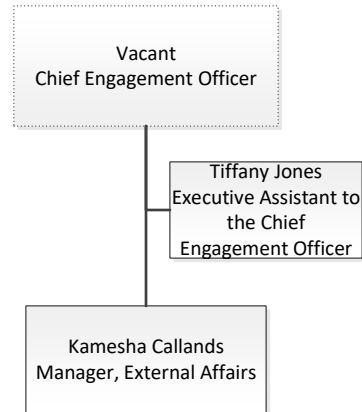 Vacant
Chief Engagement Officer
Tiffany Jones
Executive Assistant to
the Chief
Engagement Officer
Kamesha Callands
Manager, External Affairs